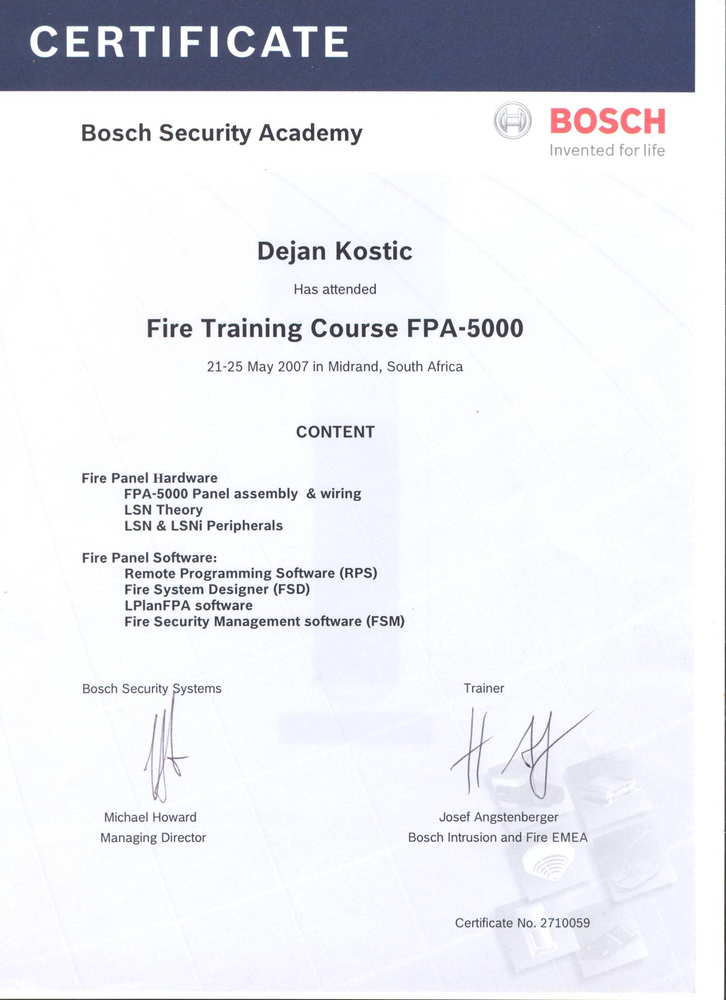 CERTIFICATE
Bosch Security Academy
BOSCH
Invented for life
Dejan Kostic
Has attended
Fire Training Course FPA-5000
21-25 May 2007 in Midrand, South Africa
CONTENT
Fire Panel Hardware
FPA-5000 Panel assembly & wiring
LSN Theory
LSN & LSNi Peripherals
Fire Panel Software:
Remote Programming Software (RPS)
Fire System Designer (FSD)
LPlanFPA software
Fire Security Management software (FSM)
Bosch Security Systems
Trainer
Michael Howard
Josef Angstenberger
Managing Director
Bosch Intrusion and Fire EMEA
Certificate No. 2710059